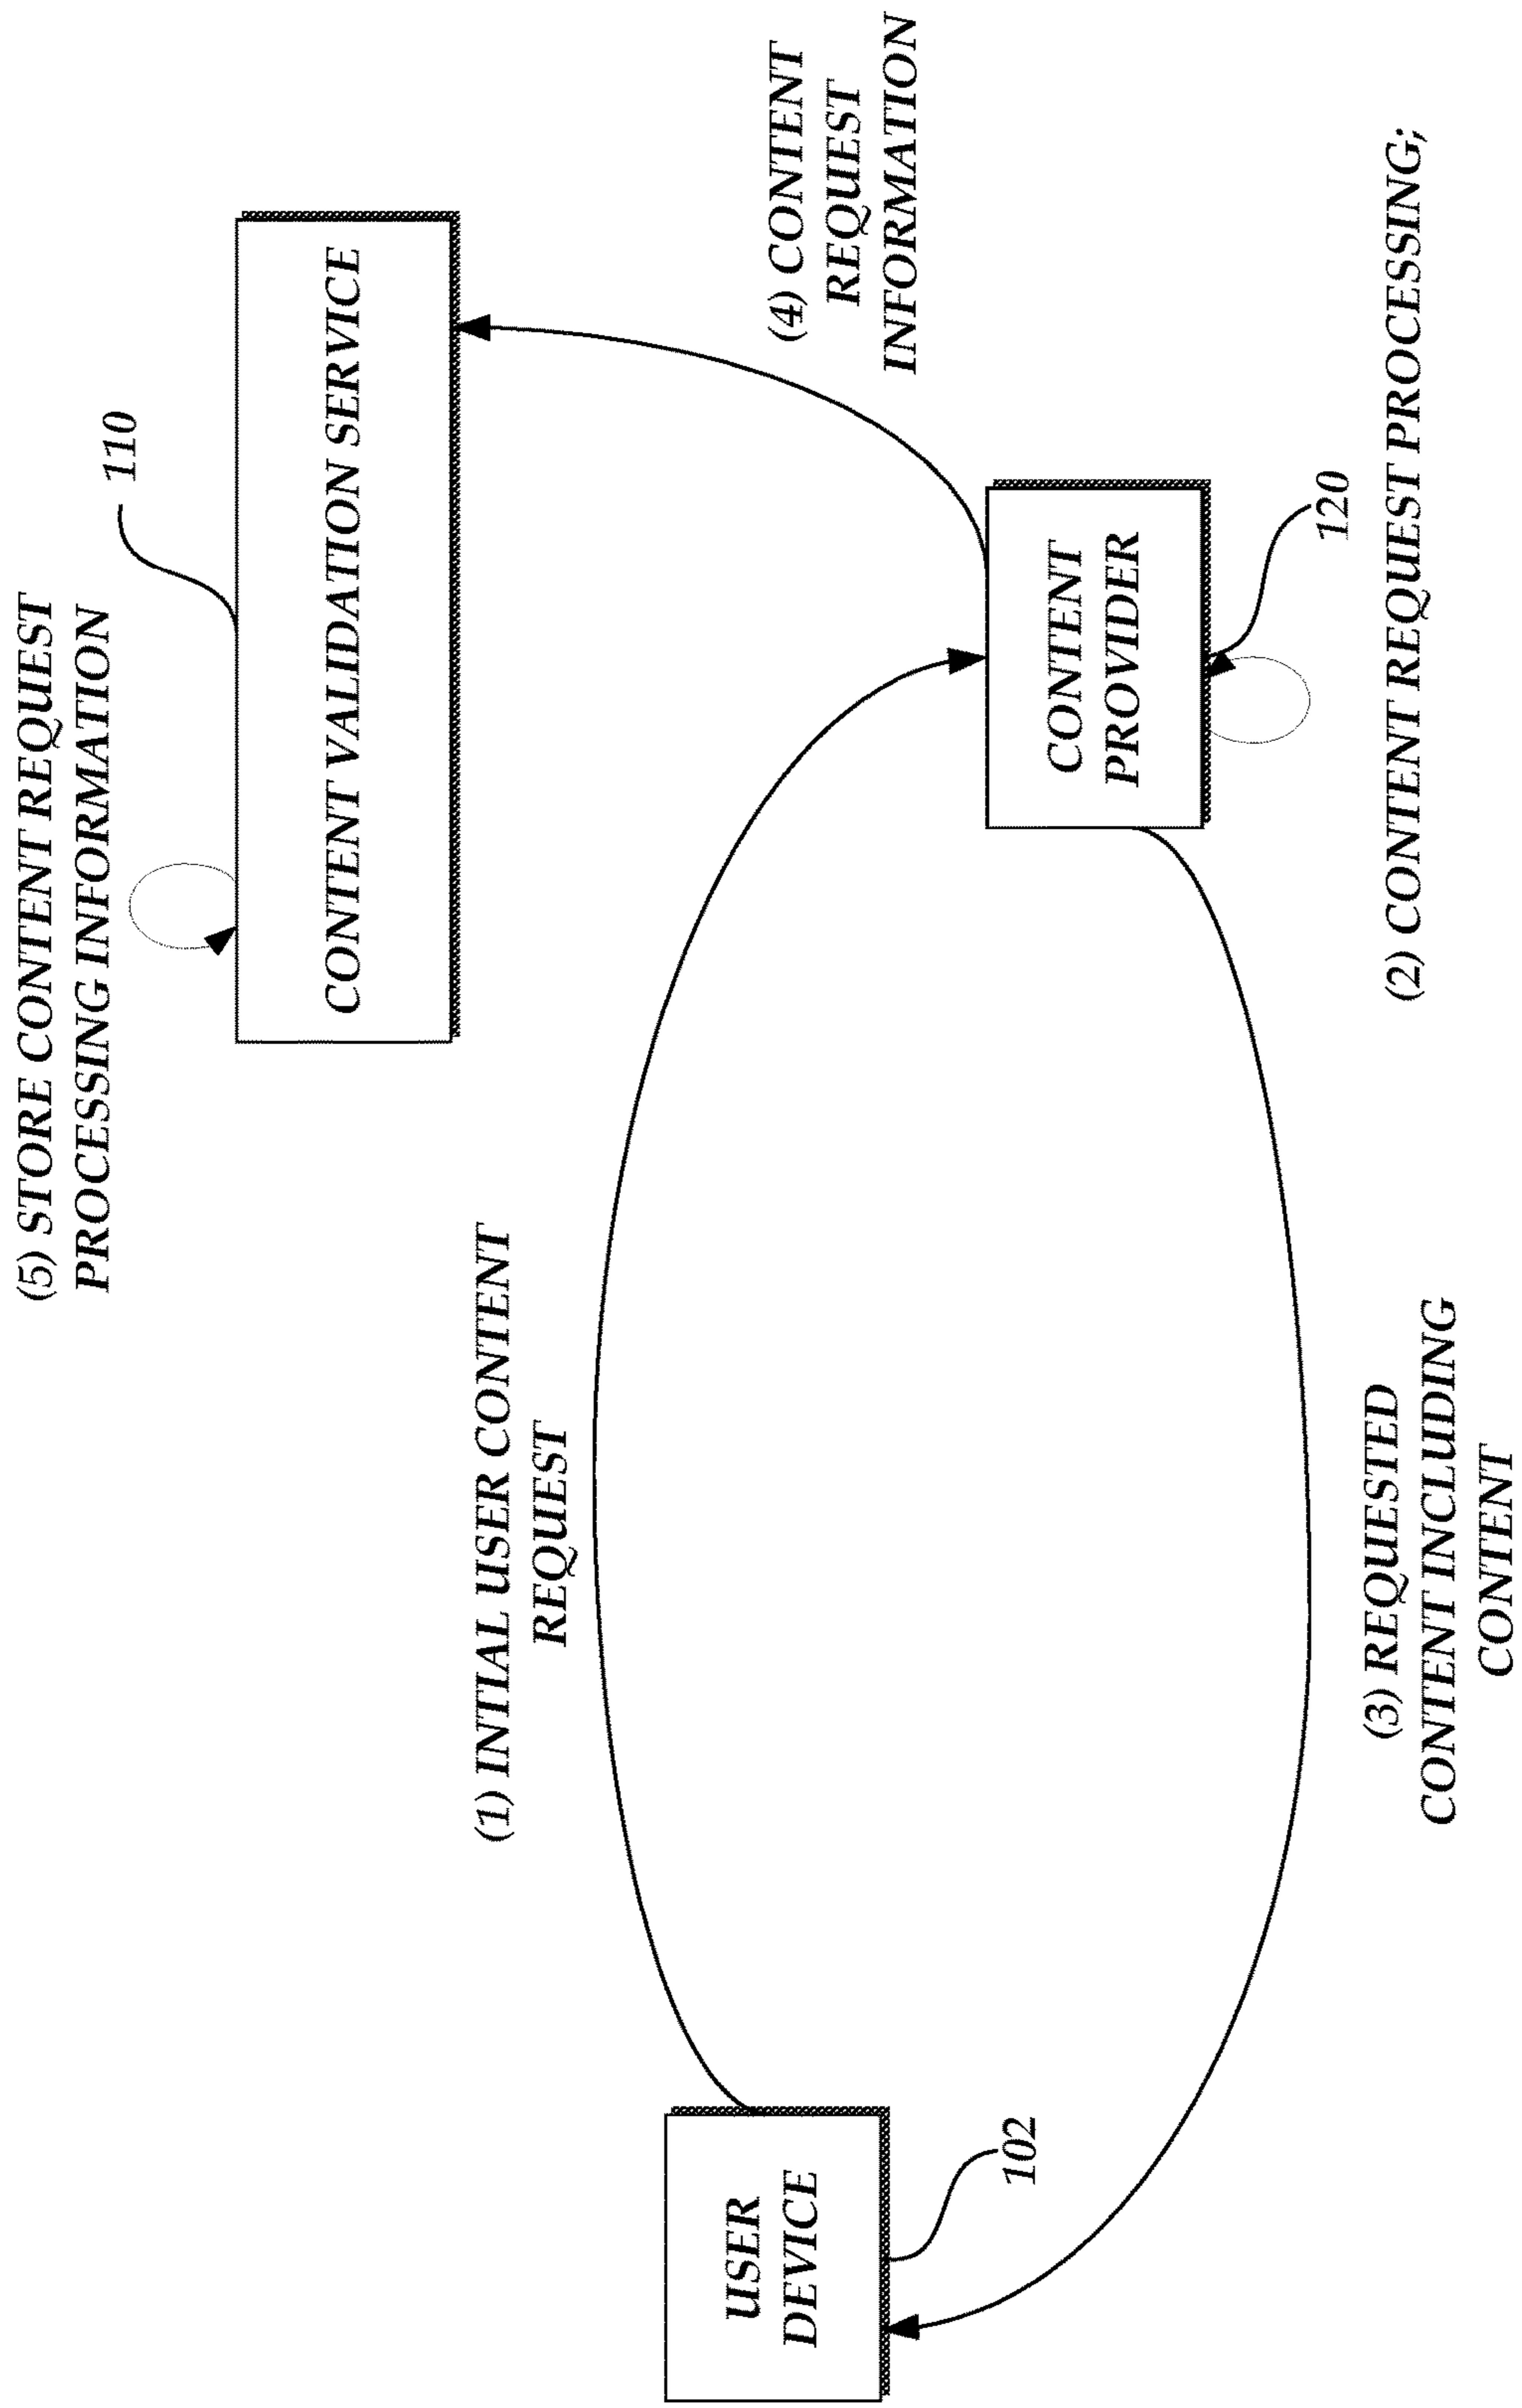 (5) STORE CONTENT REQUEST
PROCESSING INFORMATION
110
CONTENT VALIDATION SERVICE
(1) INTIAL USER CONTENT
REQUEST
(4) CONTENT
REQUEST
INFORMATION
USER
DEVICE
102
CONTENT
PROVIDER
120
(3) REQUESTED
CONTENT INCLUDING
CONTENT
(2) CONTENT REQUEST PROCESSING;